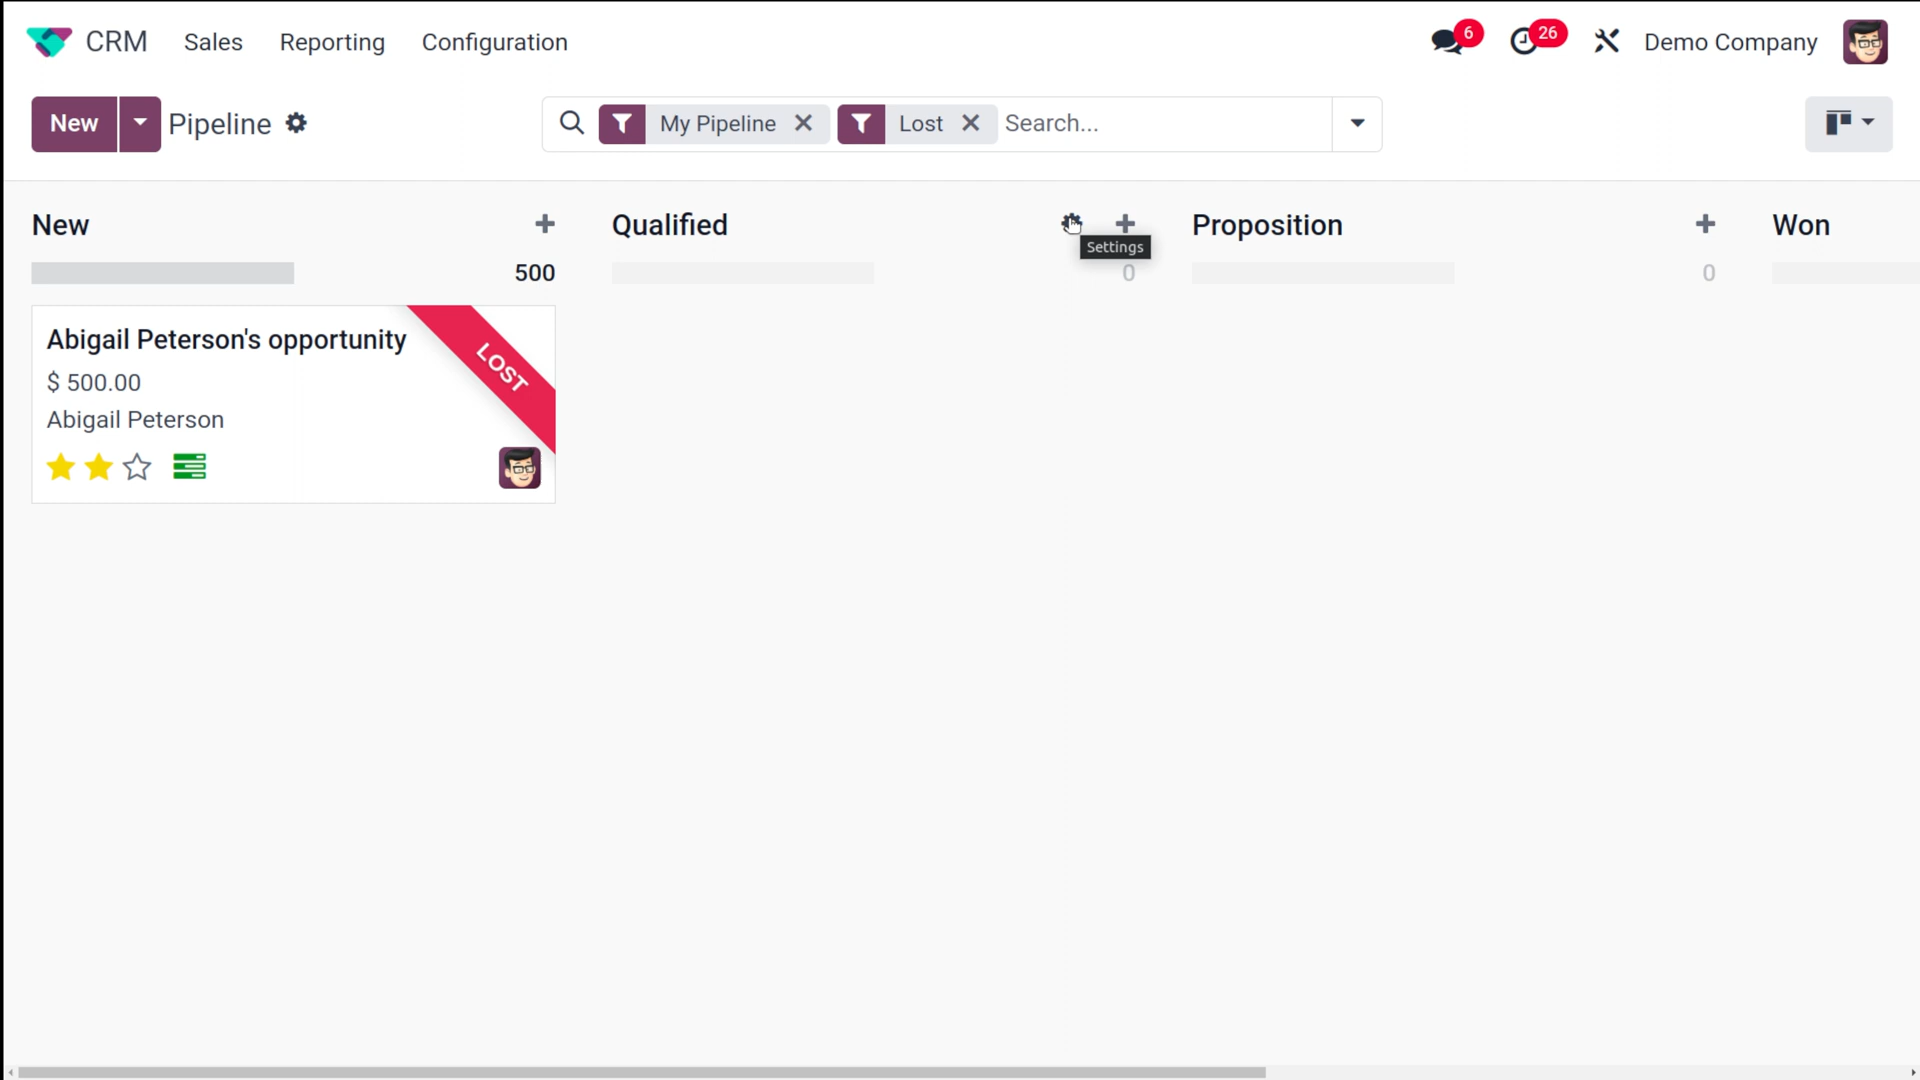 CRM Sales Reporting Configuration 6 26 Demo Company
New Pipeline My Pipeline Lost Search...
New Qualified Proposition Won
Settings
500 0 0
Abigail Peterson's opportunity
LOST
$ 500.00
Abigail Peterson